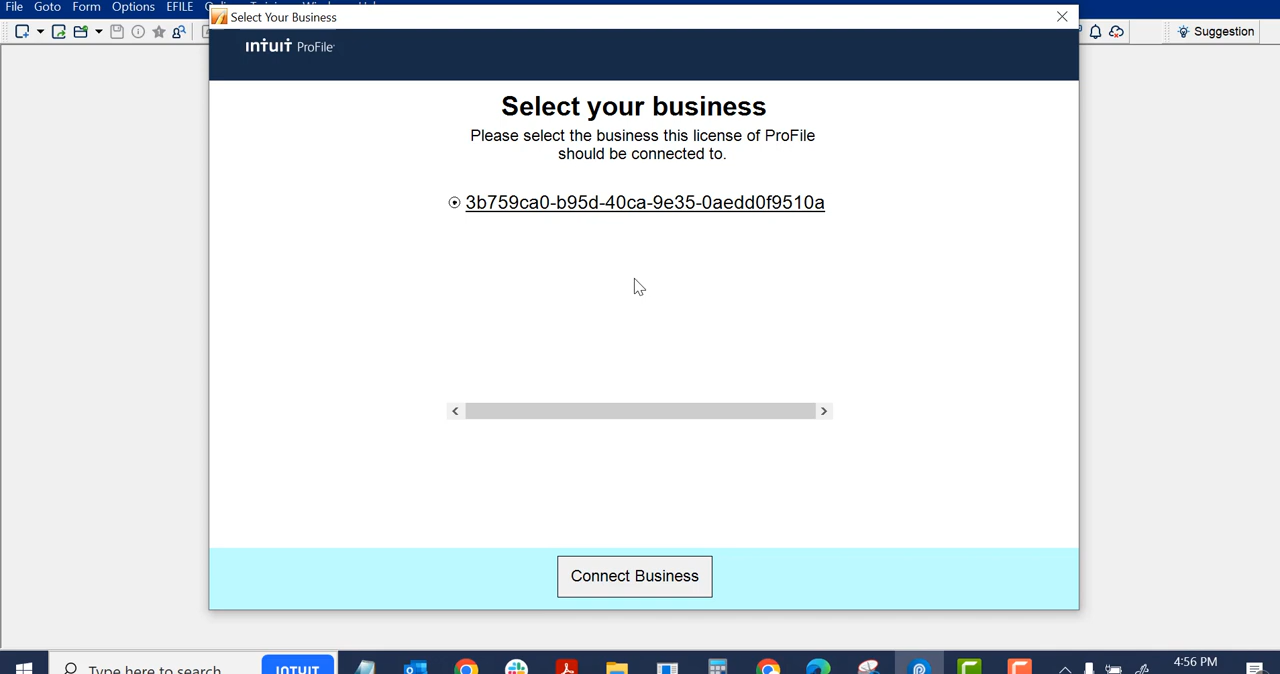 File Goto Form Options EFILE
Select Your Business
Suggestion
ıntuıt ProFile
Select your business
Please select the business this license of ProFile
should be connected to.
3b759ca0-b95d-40ca-9e35-0aedd0f9510a
Connect Business
Type here to search
INTUIT
4:56 PM